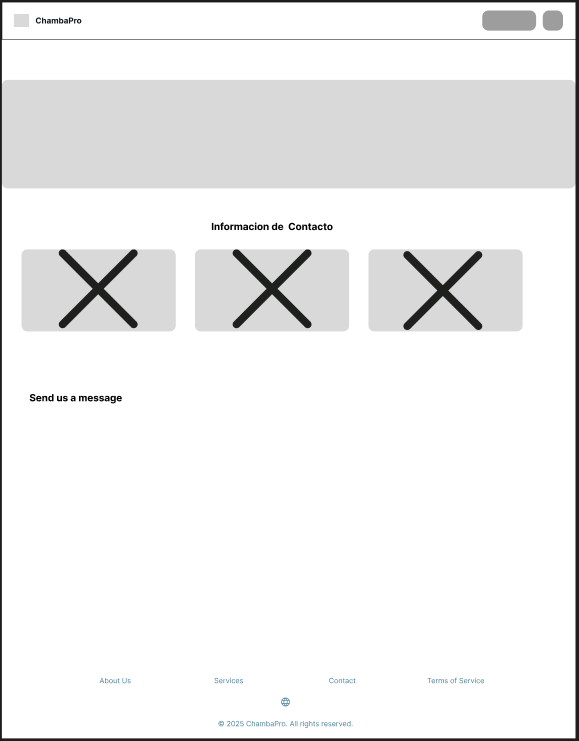 ChambaPro
Informacion de Contacto
Send us a message
About Us Services Contact Terms of Service
© 2025 ChambaPro. All rights reserved.